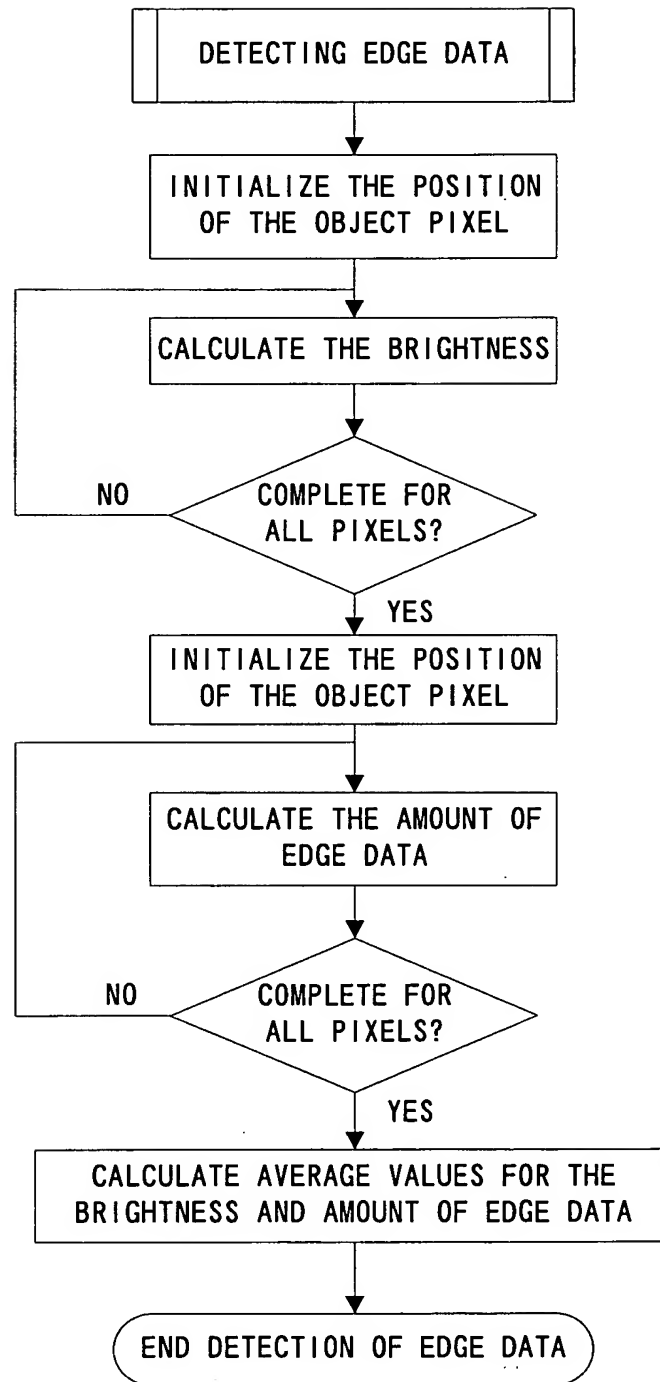 DETECTING EDGE DATA
INITIALIZE THE POSITION
OF THE OBJECT PIXEL
CALCULATE THE BRIGHTNESS
COMPLETE FOR
ALL PIXELS?
NO
YES
INITIALIZE THE POSITION
OF THE OBJECT PIXEL
CALCULATE THE AMOUNT OF
EDGE DATA
COMPLETE FOR
ALL PIXELS?
NO
YES
CALCULATE AVERAGE VALUES FOR THE
BRIGHTNESS AND AMOUNT OF EDGE DATA
END DETECTION OF EDGE DATA